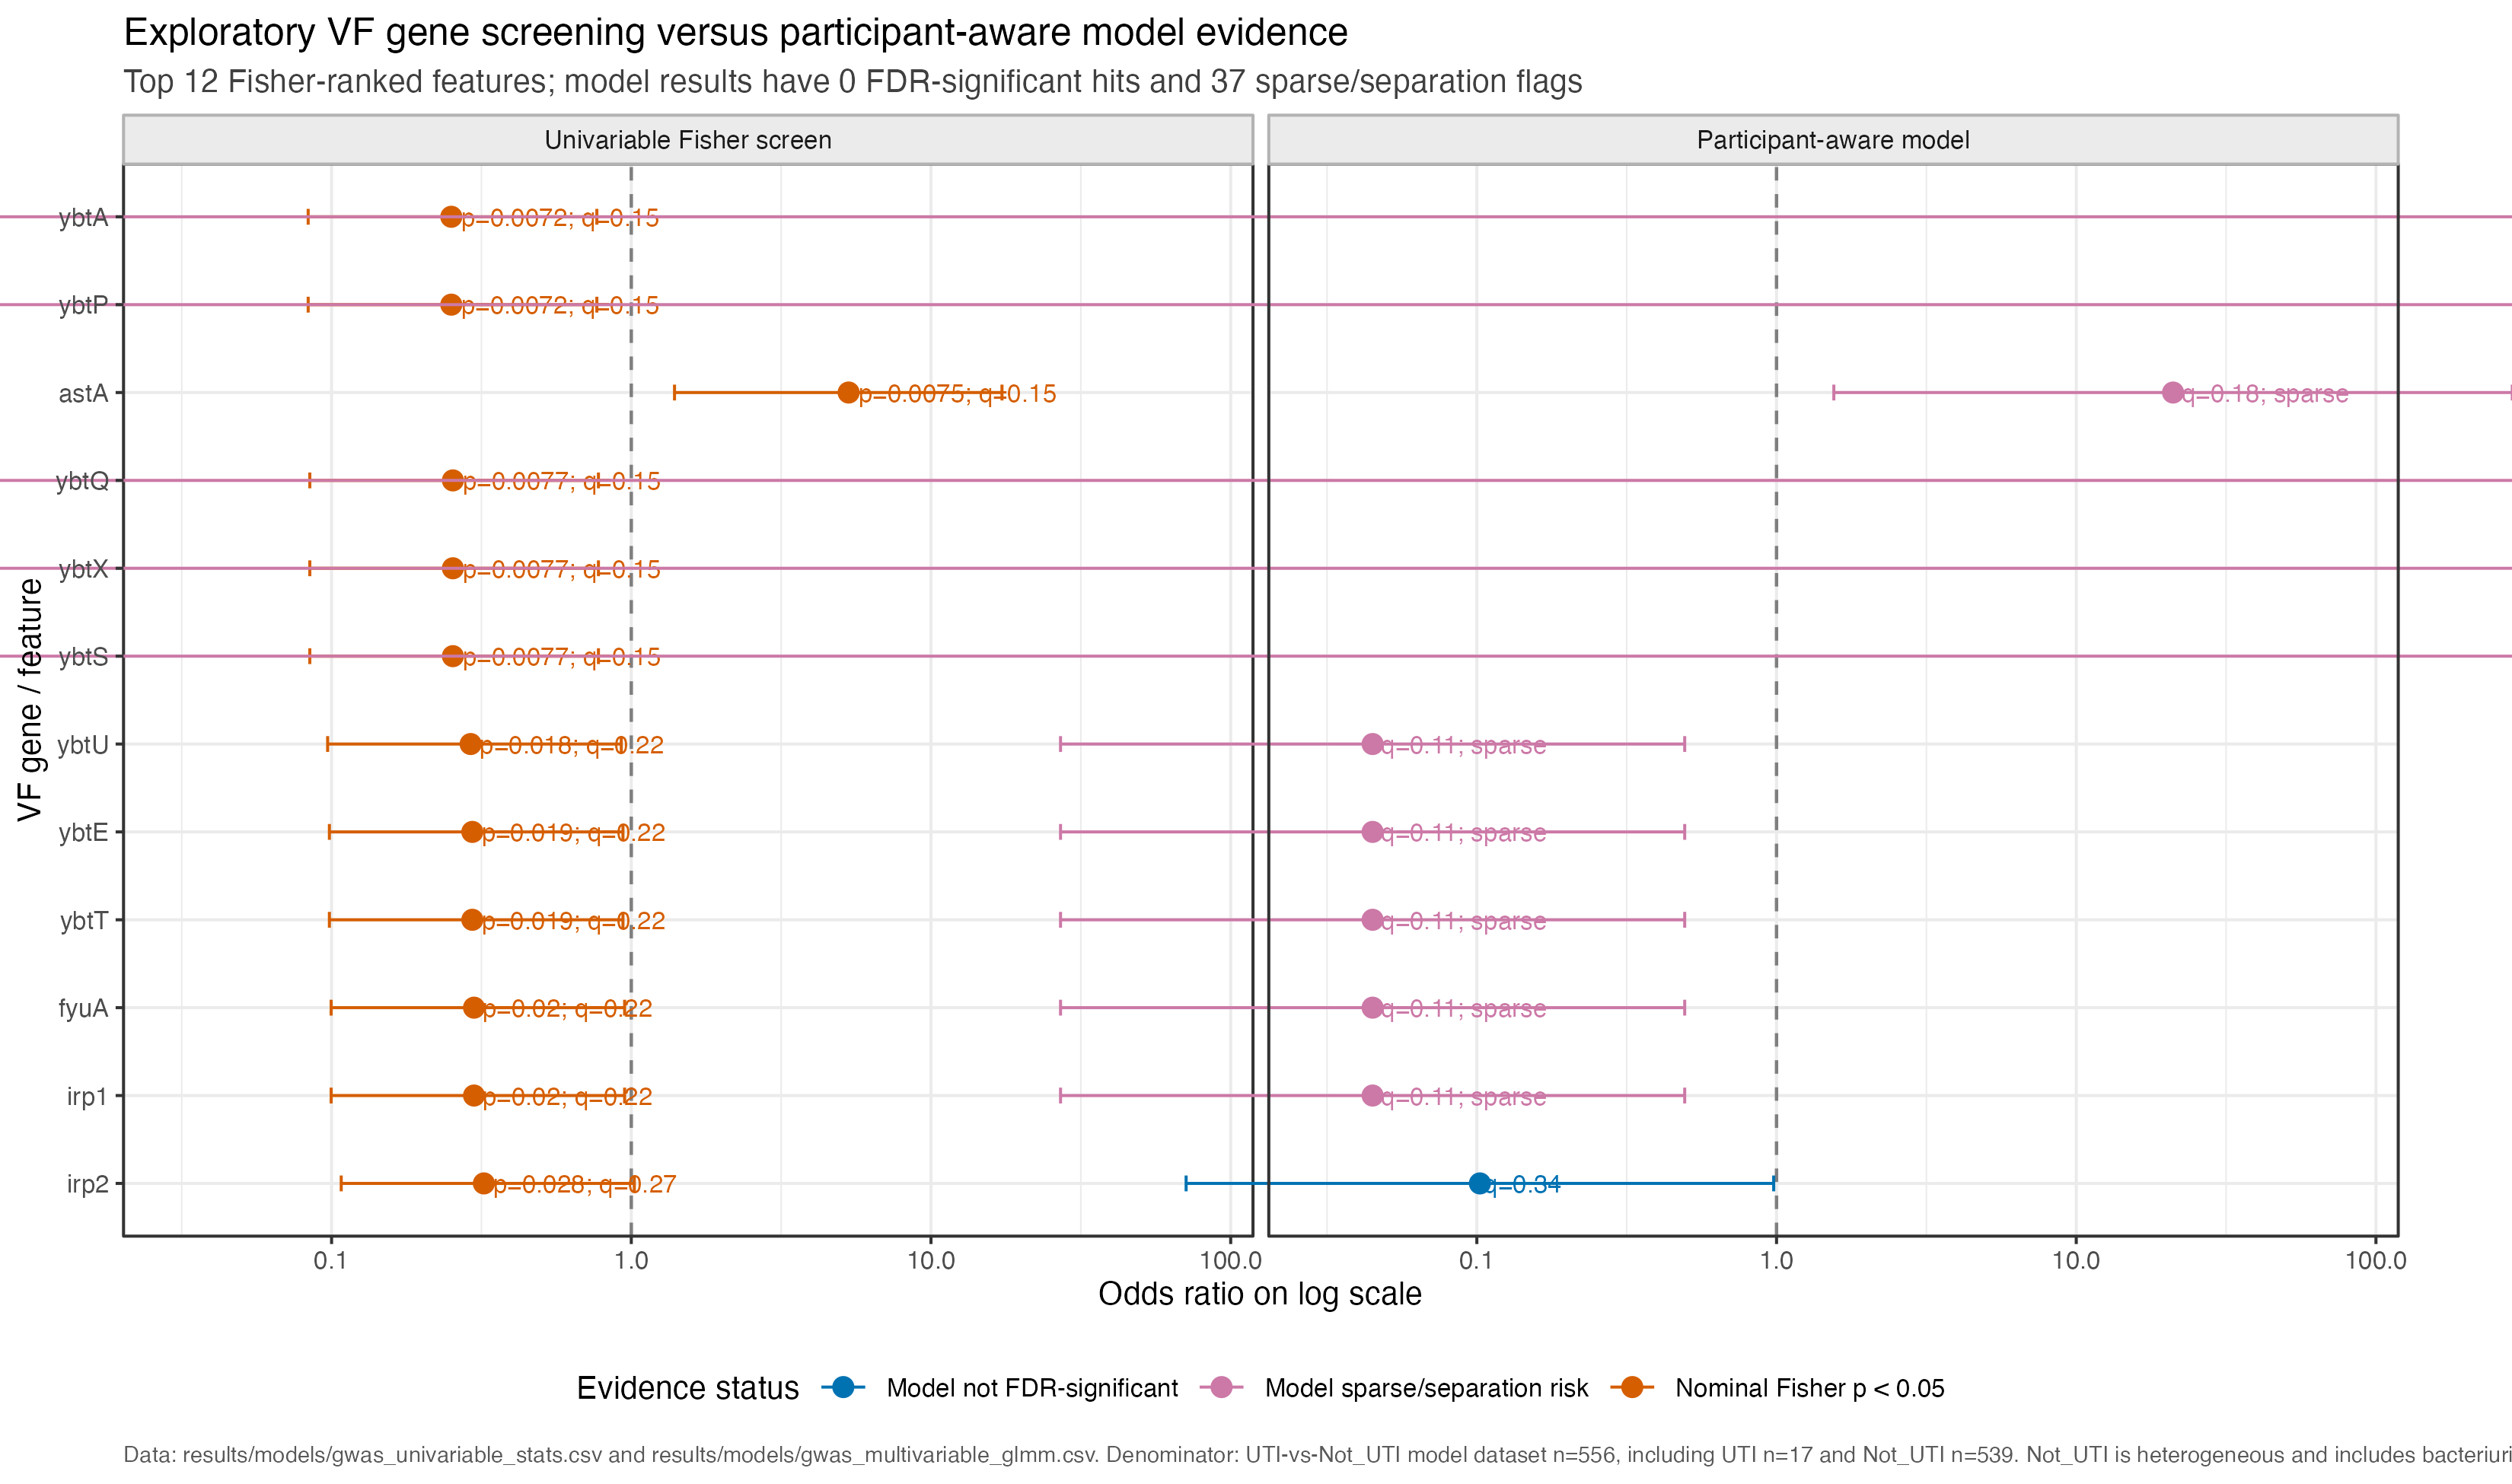 Exploratory VF gene screening versus participant-aware model evidence
Top 12 Fisher-ranked features; model results have 0 FDR-significant hits and 37 sparse/separation flags
Univariable Fisher screen
Participant-aware model
VF gene / feature
ybtA
p=0.0072; q=0.15
ybtP
p=0.0072; q=0.15
astA
p=0.0075; q=0.15
q=0.18; sparse
ybtQ
p=0.0077; q=0.15
ybtX
p=0.0077; q=0.15
ybtS
p=0.0077; q=0.15
ybtU
p=0.018; q=0.22
q=0.11; sparse
ybtE
p=0.019; q=0.22
q=0.11; sparse
ybtT
p=0.019; q=0.22
q=0.11; sparse
fyuA
p=0.02; q=0.22
q=0.11; sparse
irp1
p=0.02; q=0.22
q=0.11; sparse
irp2
p=0.028; q=0.27
q=0.34
0.1 1.0 10.0 100.0
0.1 1.0 10.0 100.0
Odds ratio on log scale
Evidence status
Model not FDR-significant
Model sparse/separation risk
Nominal Fisher p < 0.05
Data: results/models/gwas_univariable_stats.csv and results/models/gwas_multivariable_glmm.csv. Denominator: UTI-vs-Not_UTI model dataset n=556, including UTI n=17 and Not_UTI n=539. Not_UTI is heterogeneous and includes bacteriuri